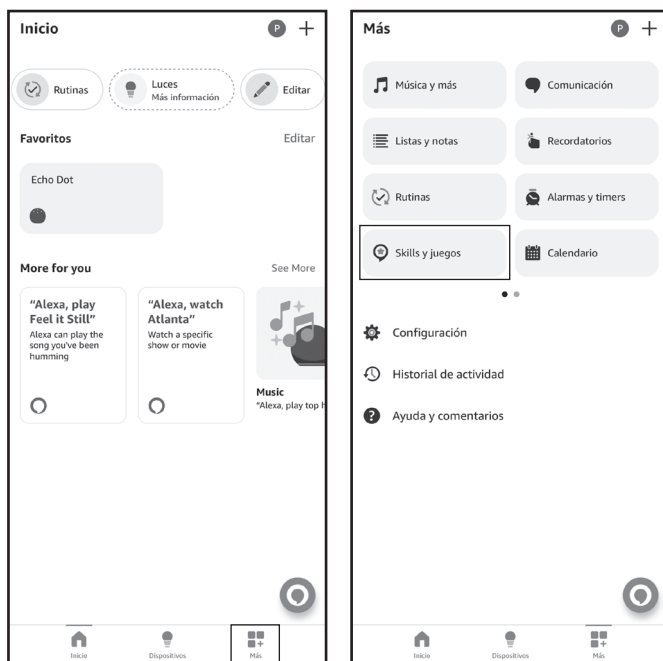 Inicio
P
Rutinas
Luces
Más información
Editar
Favoritos
Editar
Echo Dot
More for you
See More
"Alexa, play
Feel it Still"
Alexa can play the
song you've been
humming
"Alexa, watch
Atlanta"
Watch a specific
show or movie
Music
"Alexa, play top h
Inicio
Dispositivos
Más
Más
P
Música y más
Comunicación
Listas y notas
Recordatorios
Rutinas
Alarmas y timers
Skills y juegos
Calendario
Configuración
Historial de actividad
Ayuda y comentarios
Inicio
Dispositivos
Más